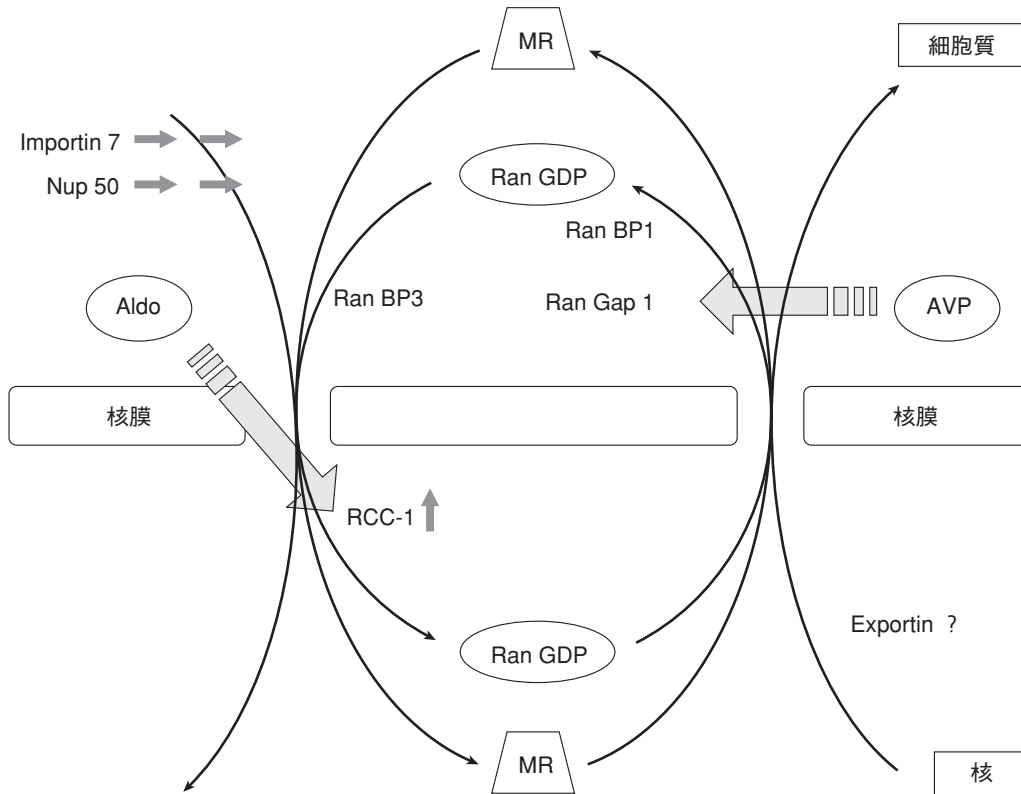 MR
細胞質
Importin 7
Nup 50
Ran GDP
Ran BP1
Ran BP3
Ran Gap 1
Aldo
AVP
核膜
核膜
RCC-1
Exportin ?
Ran GDP
MR
核